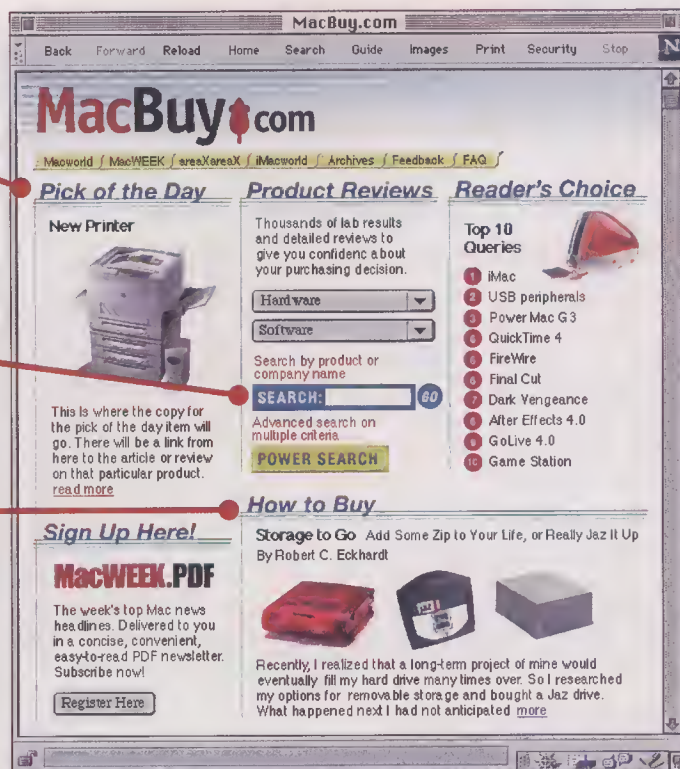 MacBuy.com
Back Forward Reload Home Search Guide Images Print Security Stop N
MacBuy com
Macworld / MacWEEK / areaXareaX / iMacworld / Archives / Feedback / FAQ /
Pick of the Day
New Printer
This is where the copy for
the pick of the day item will
go. There will be a link from
here to the article or review
on that particular product.
read more
Sign Up Here!
MacWEEK.PDF
The week's top Mac news
headlines. Delivered to you
in a concise, convenient,
easy-to-read PDF newsletter.
Subscribe now!
Register Here
Product Reviews
Thousands of lab results
and detailed reviews to
give you confidenc about
your purchasing decision.
Hardware
Software
Search by product or
company name
SEARCH: GO
Advanced search on
multiple criteria
POWER SEARCH
Reader's Choice
Top 10
Queries
1 iMac
2 USB peripherals
3 Power Mac G3
QuickTime 4
FireWire
6 Final Cut
7 Dark Vengeance
8 After Effects 4.0
9 GoLive 4.0
10 Game Station
How to Buy
Storage to Go Add Some Zip to Your Life, or Really Jaz It Up
By Robert C. Eckhardt
jaz
Recently, I realized that a long-term project of mine would
eventually fill my hard drive many times over. So I researched
my options for removable storage and bought a Jaz drive.
What happened next I had not anticipated more